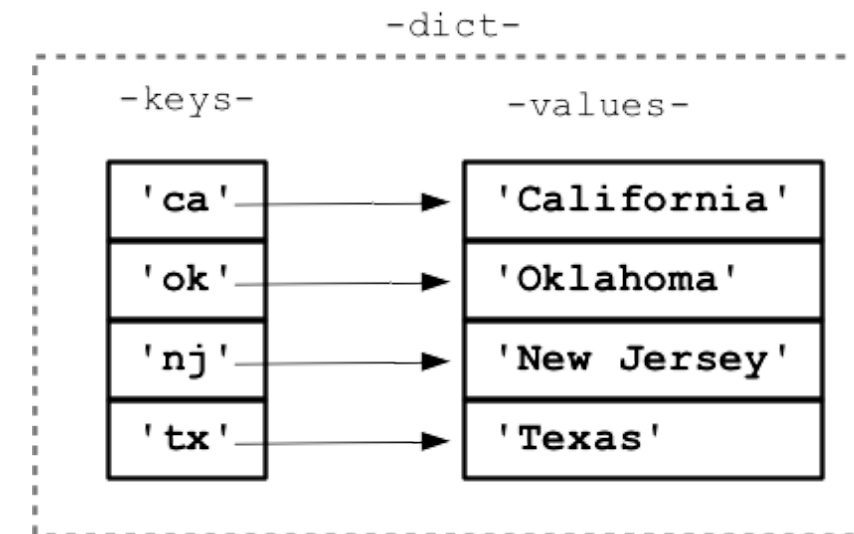 -dict-
-keys- -values-
'ca' 'California'
'ok' 'Oklahoma'
'nj' 'New Jersey'
'tx' 'Texas'